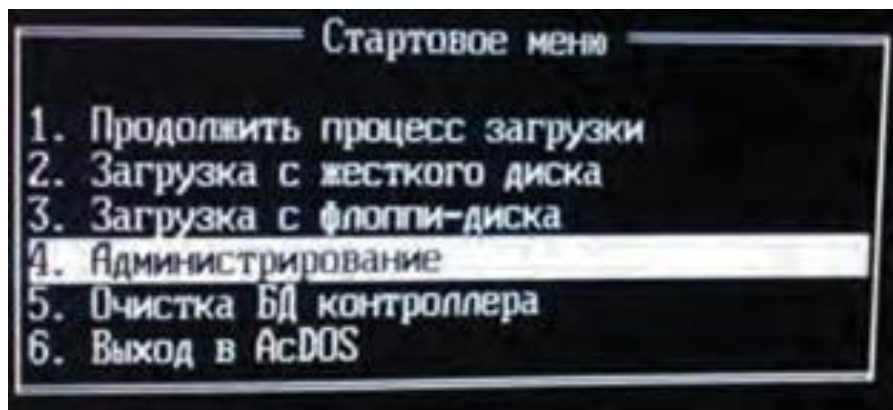 Стартовое меню
1. Продолжить процесс загрузки
2. Загрузка с жесткого диска
3. Загрузка с флоппи-диска
4. Администрирование
5. Очистка БД контроллера
6. Выход в AcDOS